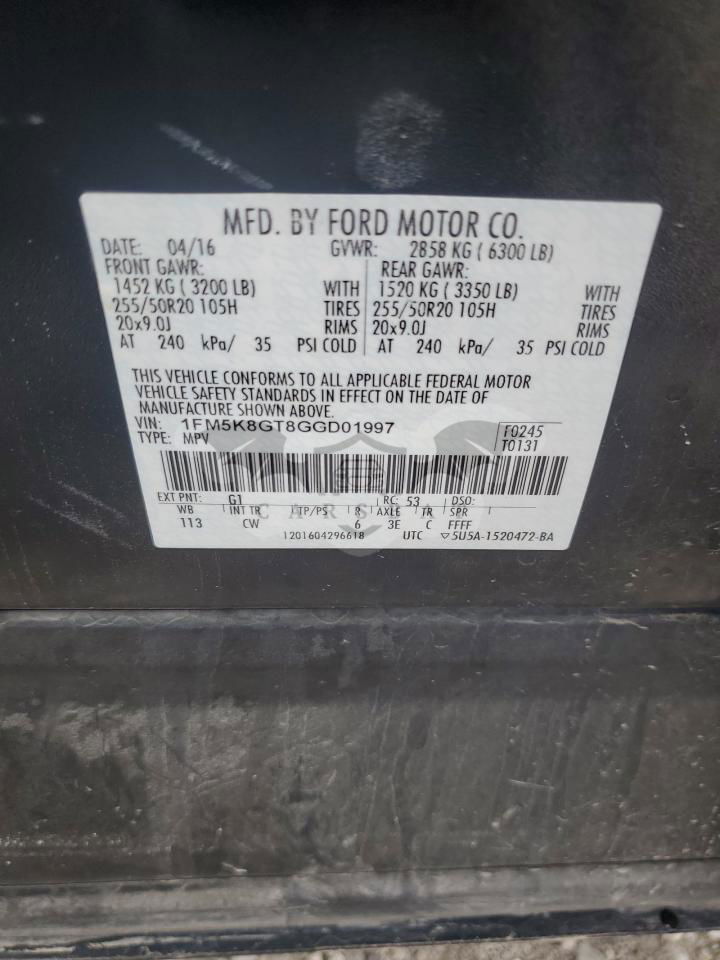 MFD. BY FORD MOTOR CO.
DATE: 04/16 GVWR: 2858 KG ( 6300 LB)
FRONT GAWR: REAR GAWR:
1452 KG ( 3200 LB) WITH 1520 KG ( 3350 LB) WITH
255/50R20 105H TIRES 255/50R20 105H TIRES
20x9.0J RIMS 20x9.0J RIMS
AT 240 kPa/ 35 PSI COLD AT 240 kPa/ 35 PSI COLD
THIS VEHICLE CONFORMS TO ALL APPLICABLE FEDERAL MOTOR
VEHICLE SAFETY STANDARDS IN EFFECT ON THE DATE OF
MANUFACTURE SHOWN ABOVE.
VIN: 1FM5K8GT8GGD01997 F0245
TYPE: MPV T0131
EXT PNT: G1 RC: 53 DSO:
WB INT TR TP/PS R AXLE TR SPR
113 CW 6 3E C FFFF
1201604296618 UTC ▽5U5A-1520472-BA